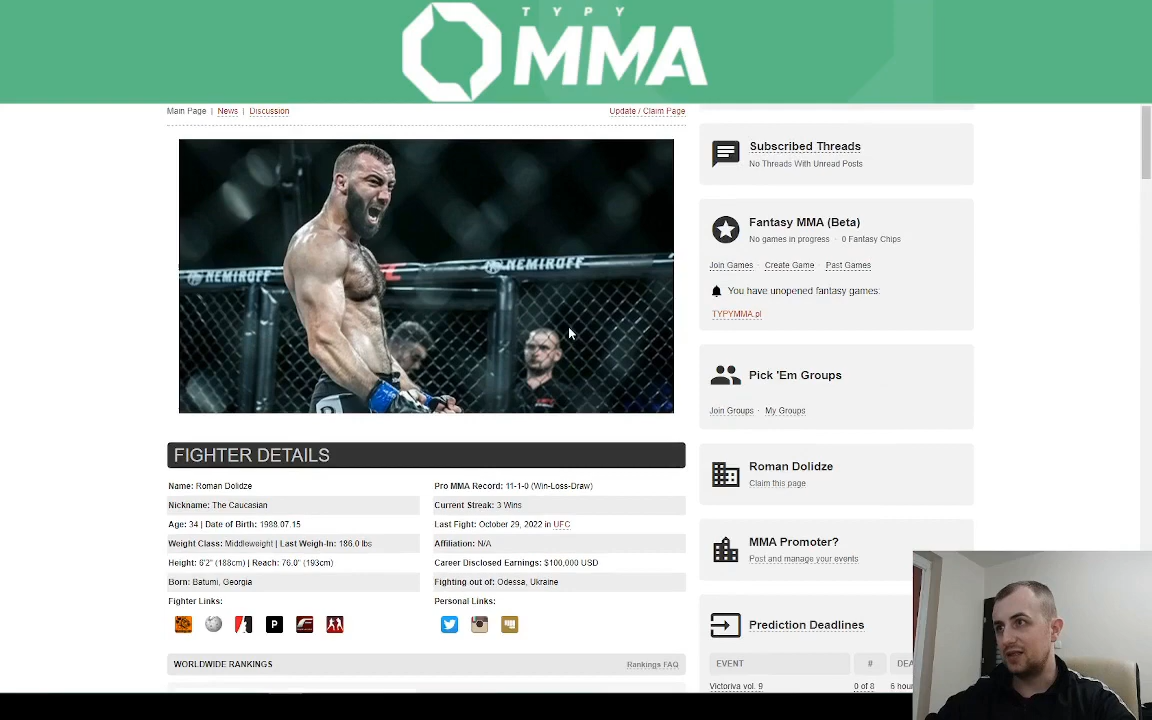 TYPY
MMA
Main Page | News | Discussion
Update / Claim Page
NEMIROFF
NEMIROFF
FIGHTER DETAILS
Name: Roman Dolidze
Nickname: The Caucasian
Age: 34 | Date of Birth: 1988.07.15
Weight Class: Middleweight | Last Weigh-In: 186.0 lbs
Height: 6'2" (188cm) | Reach: 76.0" (193cm)
Born: Batumi, Georgia
Fighter Links:
Pro MMA Record: 11-1-0 (Win-Loss-Draw)
Current Streak: 3 Wins
Last Fight: October 29, 2022 in UFC
Affiliation: N/A
Career Disclosed Earnings: $100,000 USD
Fighting out of: Odessa, Ukraine
Personal Links:
WORLDWIDE RANKINGS
Rankings FAQ
Subscribed Threads
No Threads With Unread Posts
Fantasy MMA (Beta)
No games in progress · 0 Fantasy Chips
Join Games · Create Game · Past Games
You have unopened fantasy games:
TYPYMMA.pl
Pick 'Em Groups
Join Groups · My Groups
Roman Dolidze
Claim this page
MMA Promoter?
Post and manage your events
Prediction Deadlines
EVENT # DEA
Victoriva vol. 9 0 of 8 6 hour